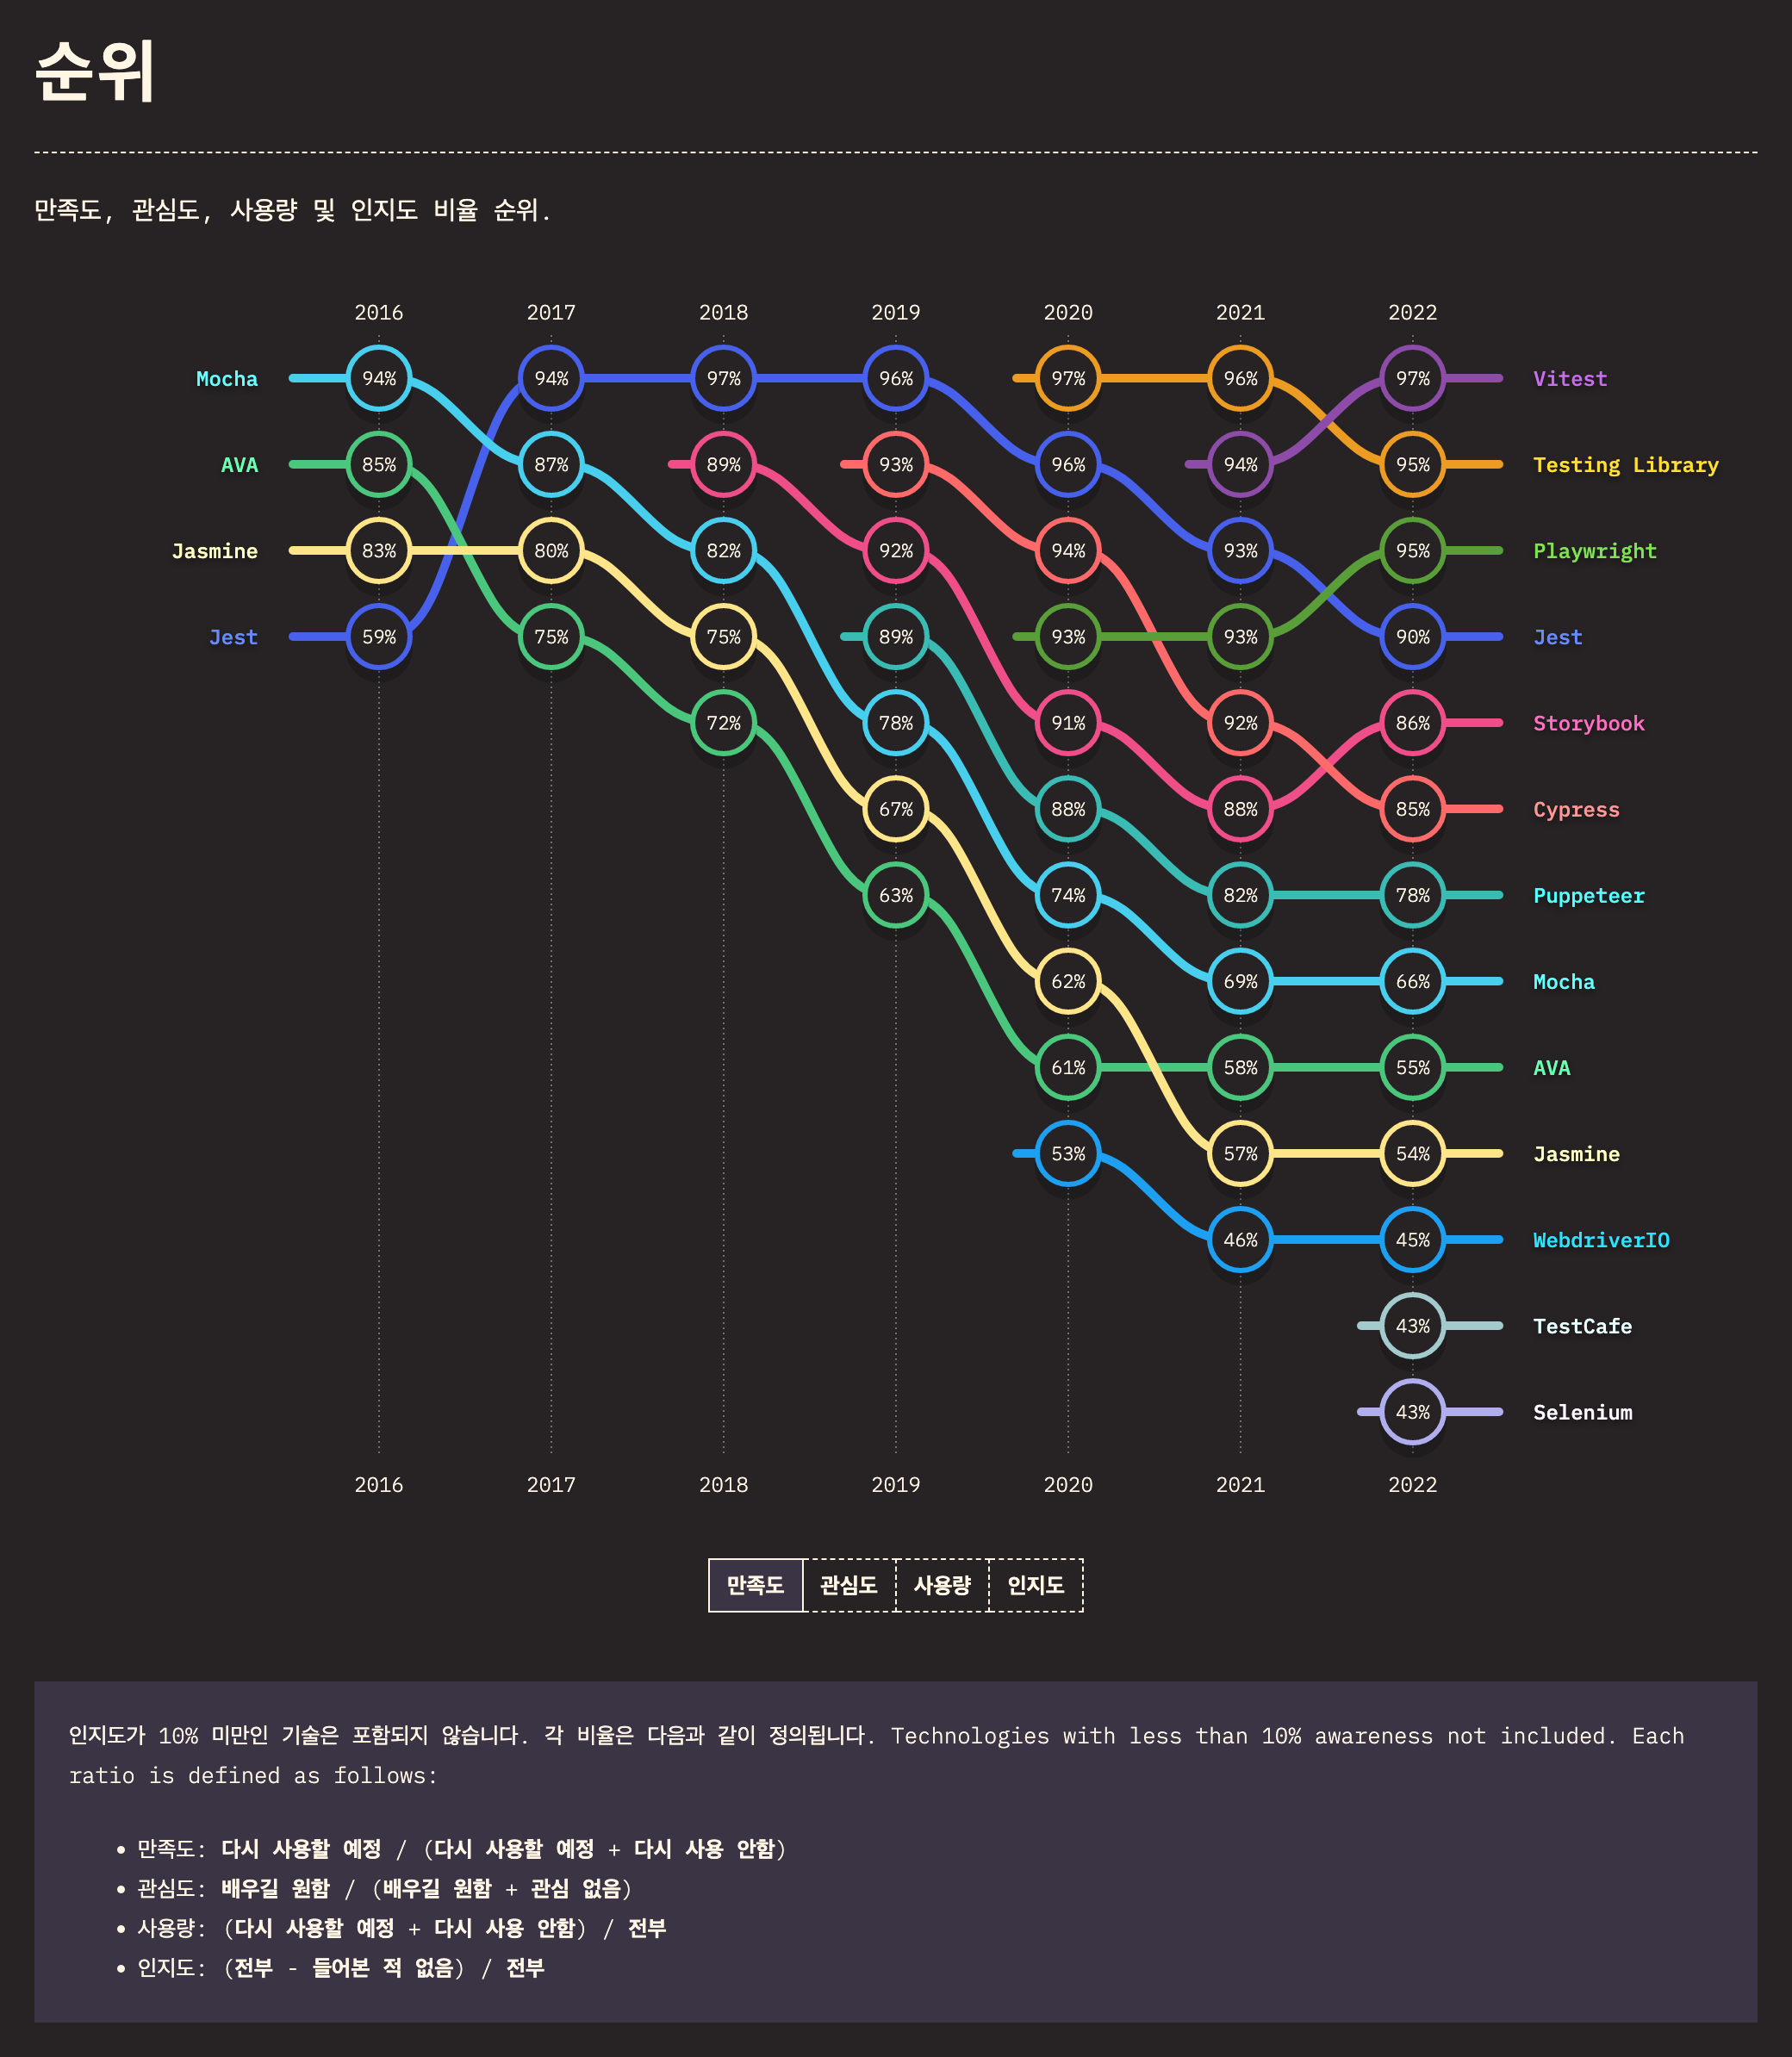 순위
만족도, 관심도, 사용량 및 인지도 비율 순위.
2016 2017 2018 2019 2020 2021 2022
Mocha 94% 94% 97% 96% 97% 96% 97% Vitest
AVA 85% 87% 89% 93% 96% 94% 95% Testing Library
Jasmine 83% 80% 82% 92% 94% 93% 95% Playwright
Jest 59% 75% 75% 89% 93% 93% 90% Jest
72% 78% 91% 92% 86% Storybook
67% 88% 88% 85% Cypress
63% 74% 82% 78% Puppeteer
62% 69% 66% Mocha
61% 58% 55% AVA
53% 57% 54% Jasmine
46% 45% WebdriverIO
43% TestCafe
43% Selenium
2016 2017 2018 2019 2020 2021 2022
만족도 관심도 사용량 인지도
인지도가 10% 미만인 기술은 포함되지 않습니다. 각 비율은 다음과 같이 정의됩니다. Technologies with less than 10% awareness not included. Each
ratio is defined as follows:
• 만족도: 다시 사용할 예정 / (다시 사용할 예정 + 다시 사용 안함)
• 관심도: 배우길 원함 / (배우길 원함 + 관심 없음)
• 사용량: (다시 사용할 예정 + 다시 사용 안함) / 전부
• 인지도: (전부 - 들어본 적 없음) / 전부